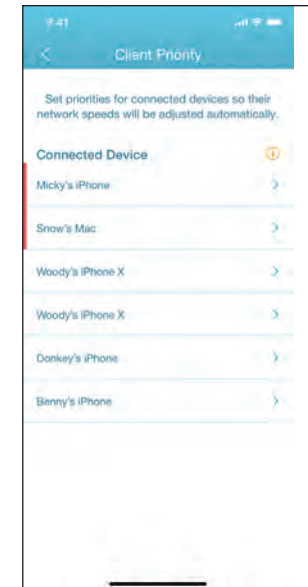 9:41
Client Priority
Set priorities for connected devices so their
network speeds will be adjusted automatically.
Connected Device
Micky's iPhone
Snow's Mac
Woody's iPhone X
Woody's iPhone X
Donkey's iPhone
Benny's iPhone